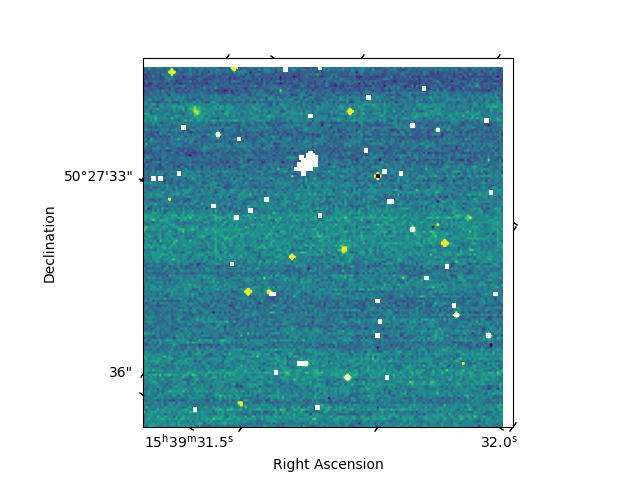 50°27'33"
Declination
36"
15ʰ39ᵐ31.5ˢ
32.0ˢ
Right Ascension